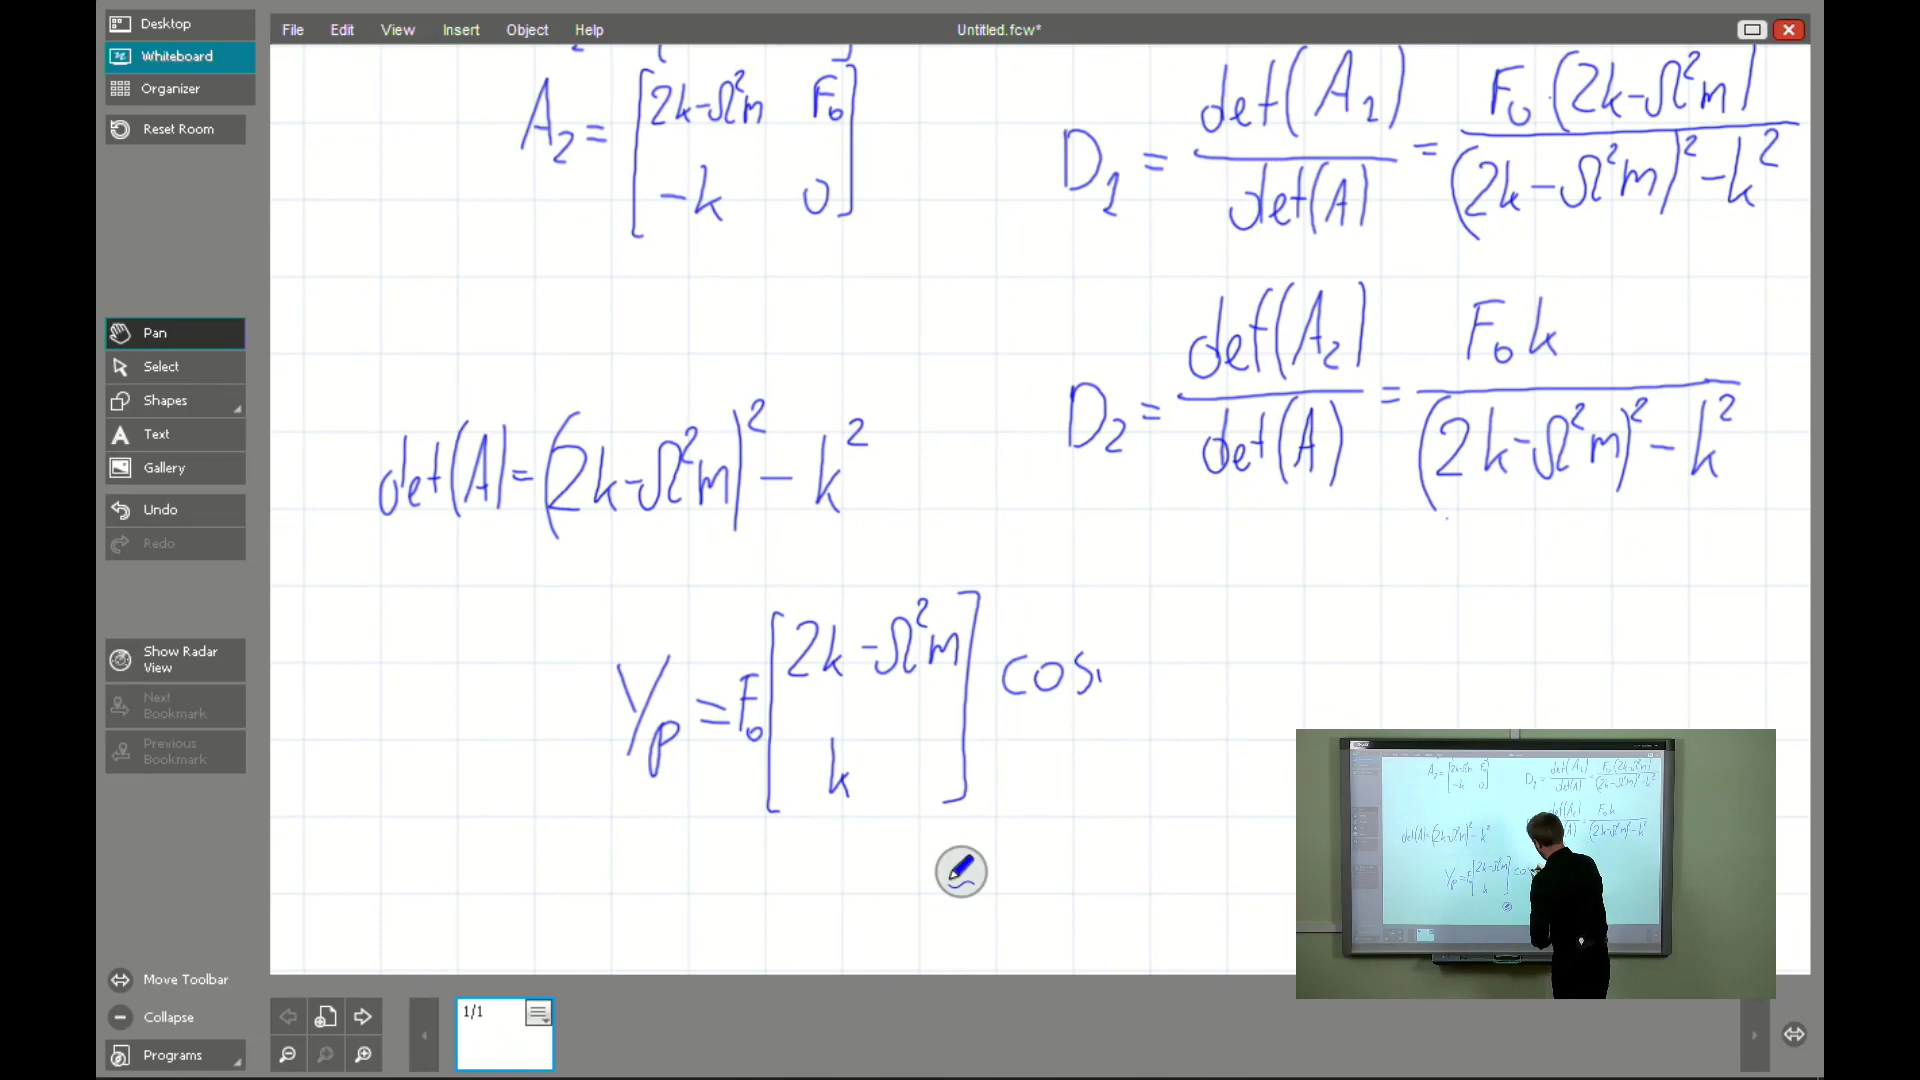 Desktop
Whiteboard
Organizer
Reset Room
Pan
Select
Shapes
Text
Gallery
Undo
Redo
Show Radar View
Next Bookmark
Previous Bookmark
Move Toolbar
Collapse
Programs
File Edit View Insert Object Help
Untitled.fcw*
A₂ = [2k-Ω²m F₀
-k 0]
D₁ = det(A₂)/det(A) = F₀·(2k-Ω²m)/((2k-Ω²m)²-k²)
D₂ = det(A₂)/det(A) = F₀k/((2k-Ω²m)²-k²)
det(A)=(2k-Ω²m)²-k²
Yp=F₀[2k-Ω²m
k] cos
1/1